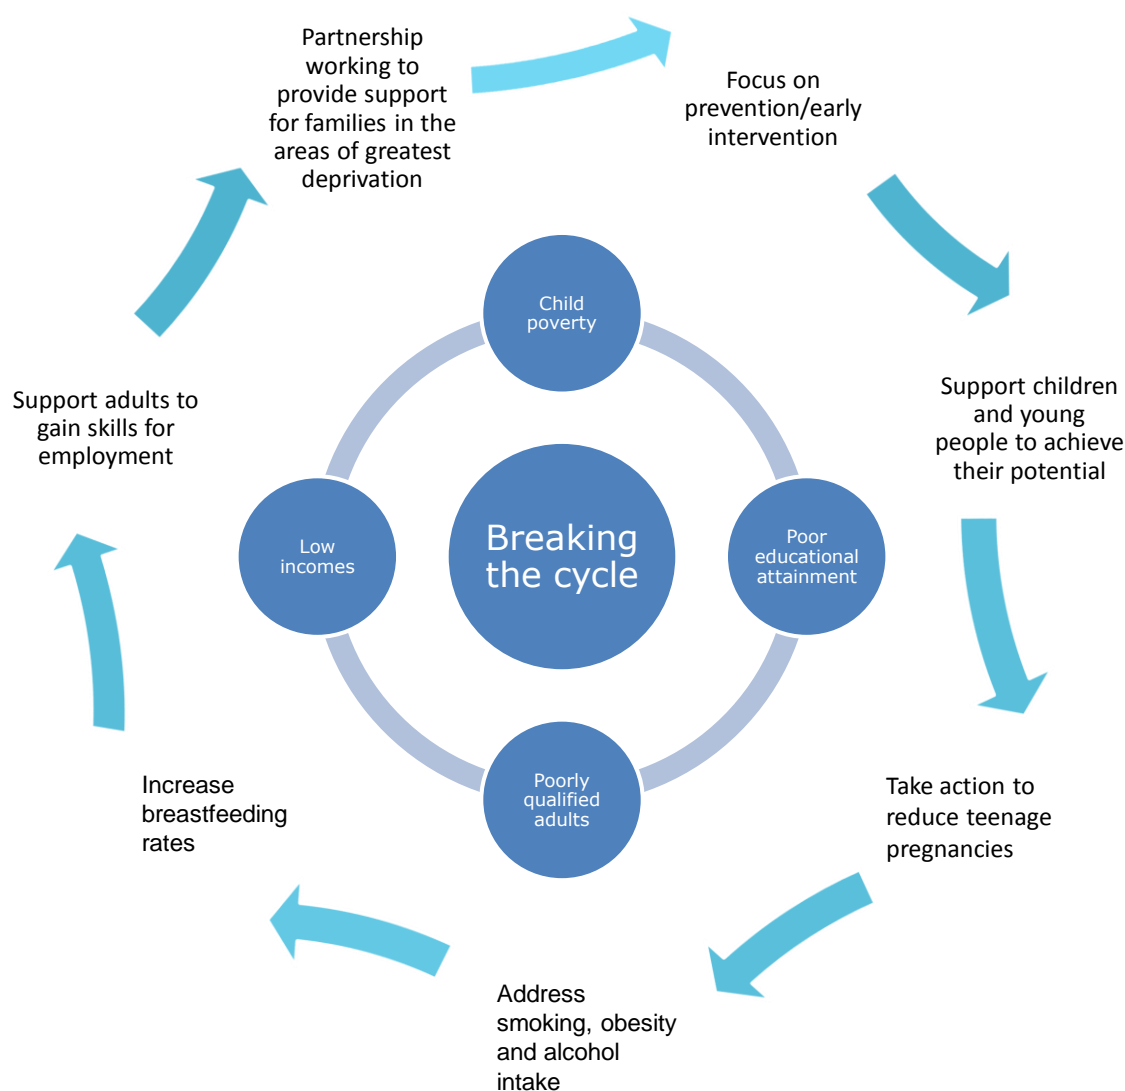 Partnership
working to
provide support
for families in the
areas of greatest
deprivation
Focus on
prevention/early
intervention
Support children
and young
people to achieve
their potential
Take action to
reduce teenage
pregnancies
Address
smoking, obesity
and alcohol
intake
Increase
breastfeeding
rates
Support adults to
gain skills for
employment
Child
poverty
Poor
educational
attainment
Poorly
qualified
adults
Low
incomes
Breaking
the cycle